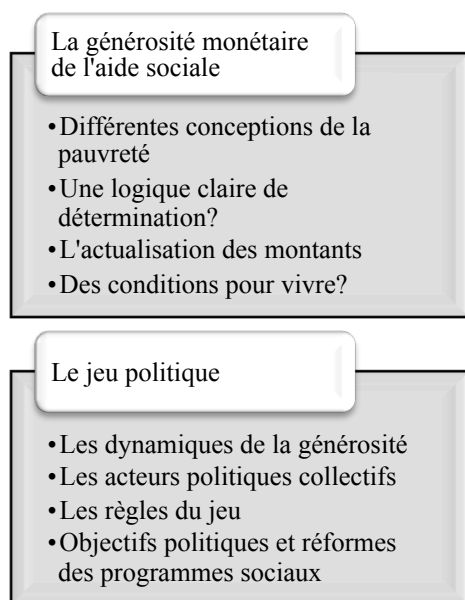 La générosité monétaire
de l'aide sociale
•Différentes conceptions de la
pauvreté
•Une logique claire de
détermination?
•L'actualisation des montants
•Des conditions pour vivre?
Le jeu politique
•Les dynamiques de la générosité
•Les acteurs politiques collectifs
•Les règles du jeu
•Objectifs politiques et réformes
des programmes sociaux